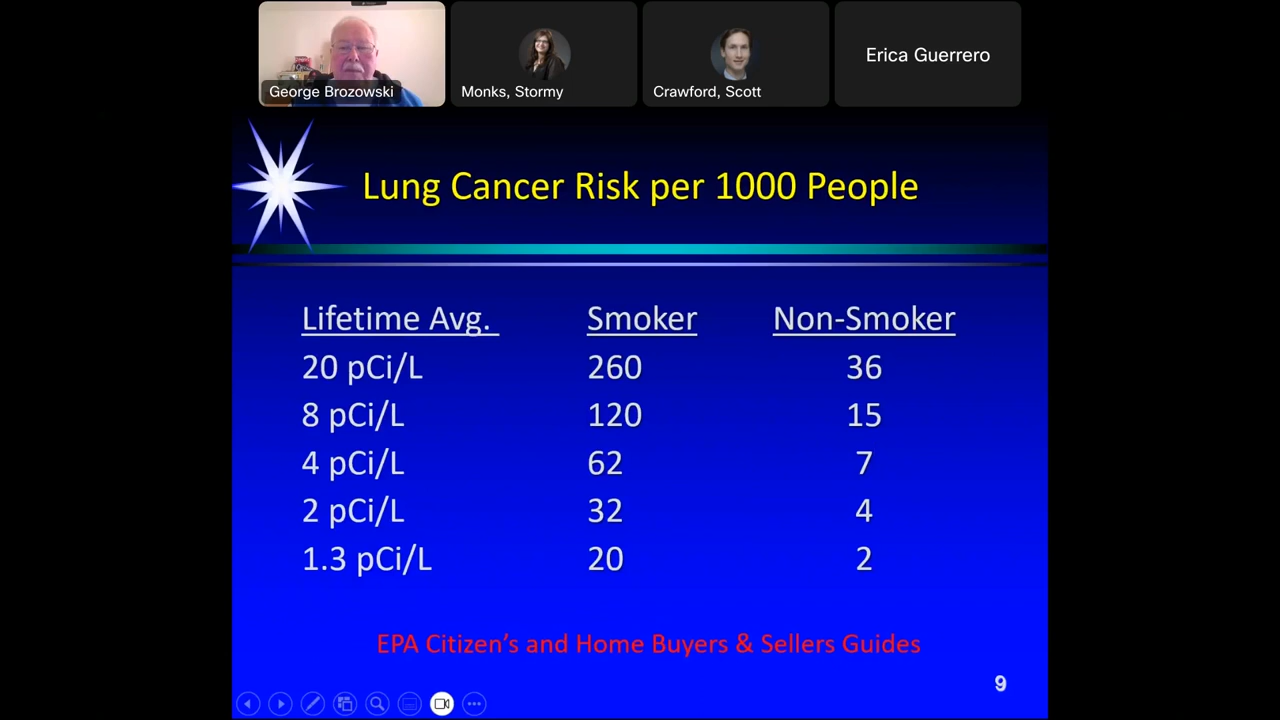 George Brozowski
Monks, Stormy
Crawford, Scott
Erica Guerrero
Lung Cancer Risk per 1000 People
Lifetime Avg. Smoker Non-Smoker
20 pCi/L 260 36
8 pCi/L 120 15
4 pCi/L 62 7
2 pCi/L 32 4
1.3 pCi/L 20 2
EPA Citizen's and Home Buyers & Sellers Guides
9